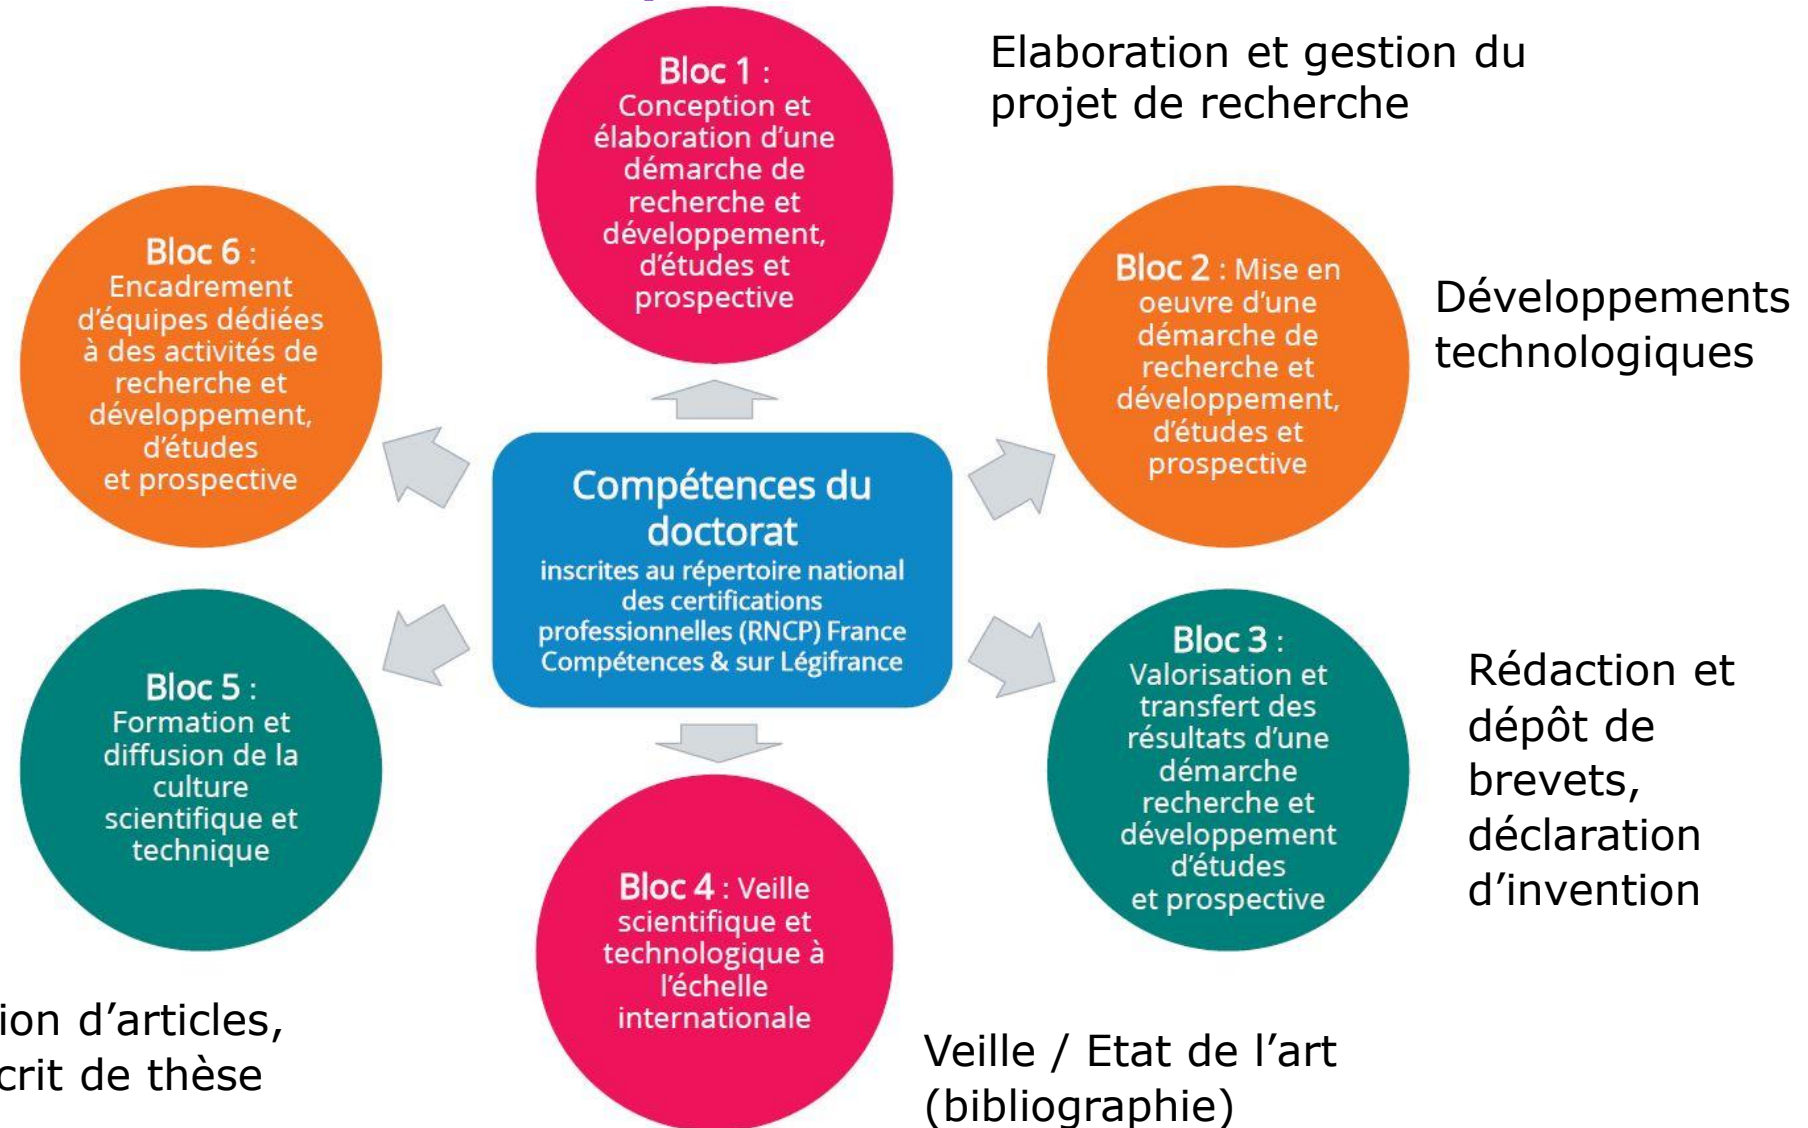 Bloc 1 :
Conception et
élaboration d'une
démarche de
recherche et
développement,
d'études et
prospective
Elaboration et gestion du
projet de recherche
Bloc 2 : Mise en
oeuvre d'une
démarche de
recherche et
développement,
d'études et
prospective
Développements
technologiques
Bloc 6 :
Encadrement
d'équipes dédiées
à des activités de
recherche et
développement,
d'études
et prospective
Compétences du
doctorat
inscrites au répertoire national
des certifications
professionnelles (RNCP) France
Compétences & sur Légifrance
Bloc 3 :
Valorisation et
transfert des
résultats d'une
démarche
recherche et
développement
d'études
et prospective
Rédaction et
dépôt de
brevets,
déclaration
d'invention
Bloc 5 :
Formation et
diffusion de la
culture
scientifique et
technique
Bloc 4 : Veille
scientifique et
technologique à
l'échelle
internationale
d'articles,
de thèse
Veille / Etat de l'art
(bibliographie)